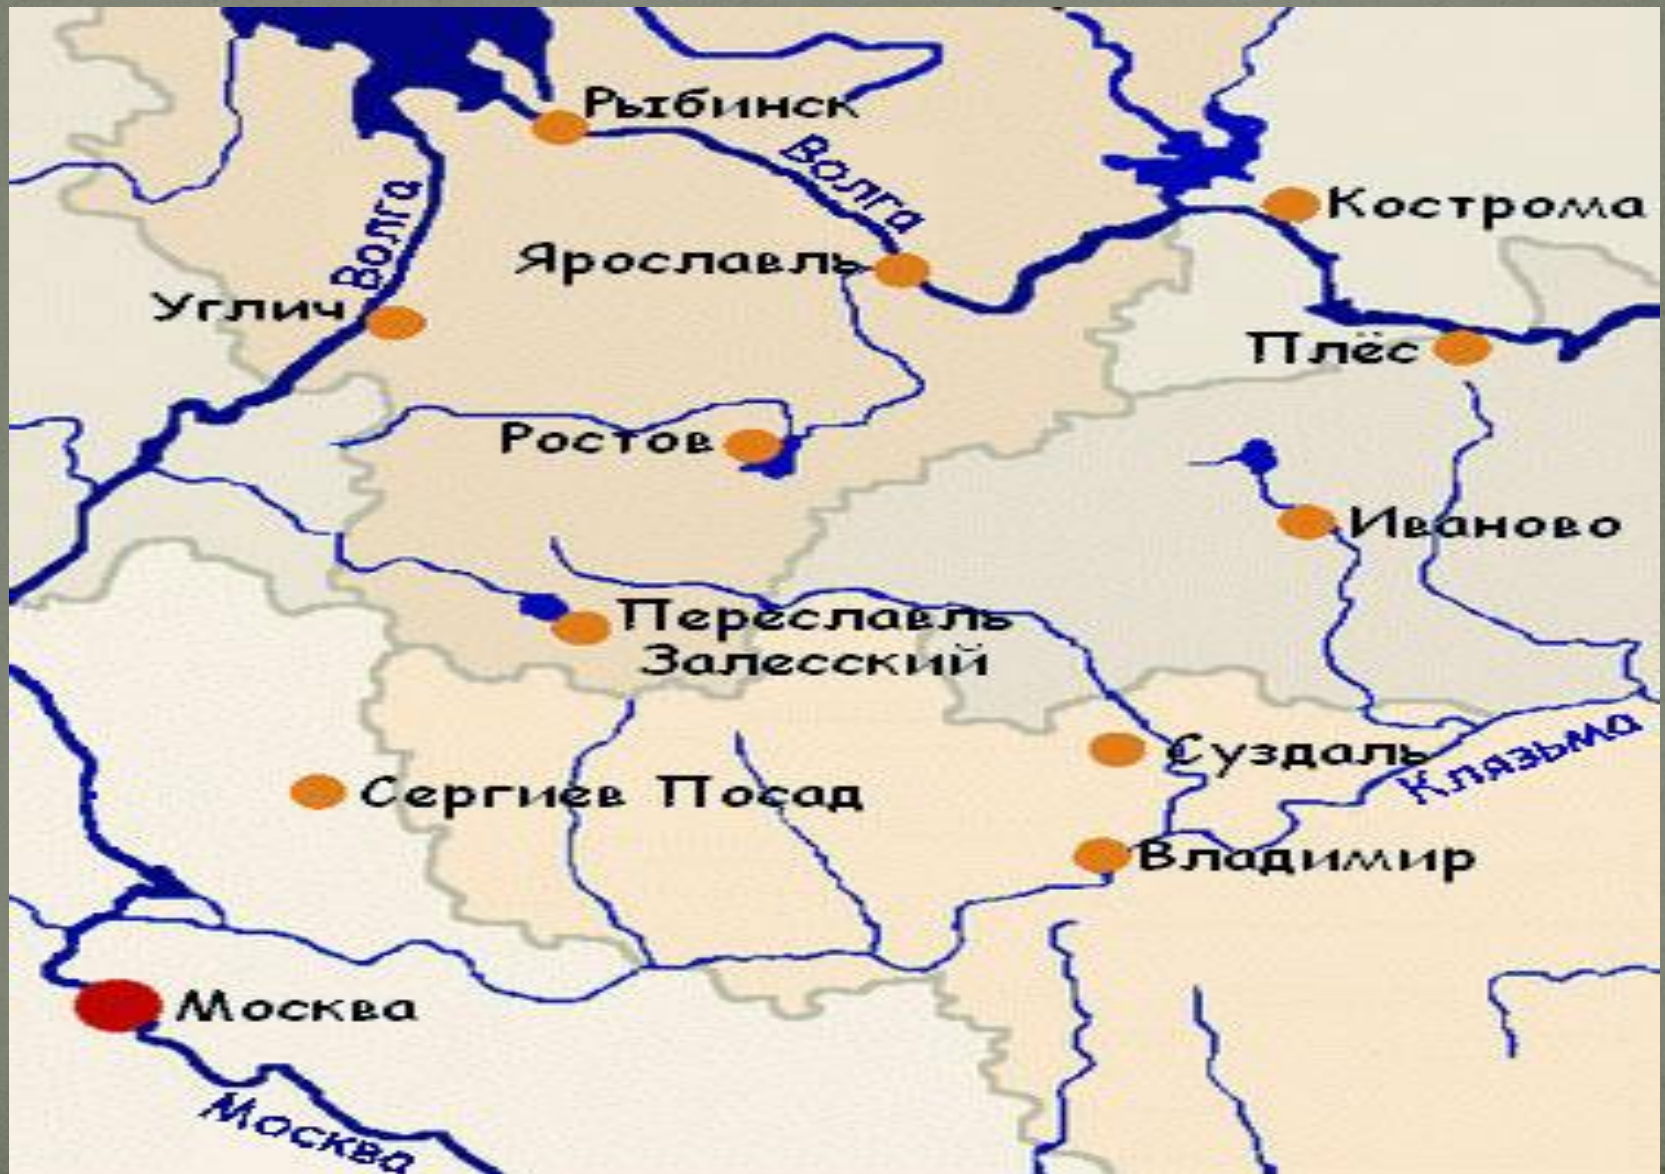 Рыбинск
Волга
Волга
Кострома
Ярославль
Углич
Плёс
Ростов
Иваново
Переславль
Залесский
Суздаль
Клязьма
Сергиев Посад
Владимир
Москва
Москва